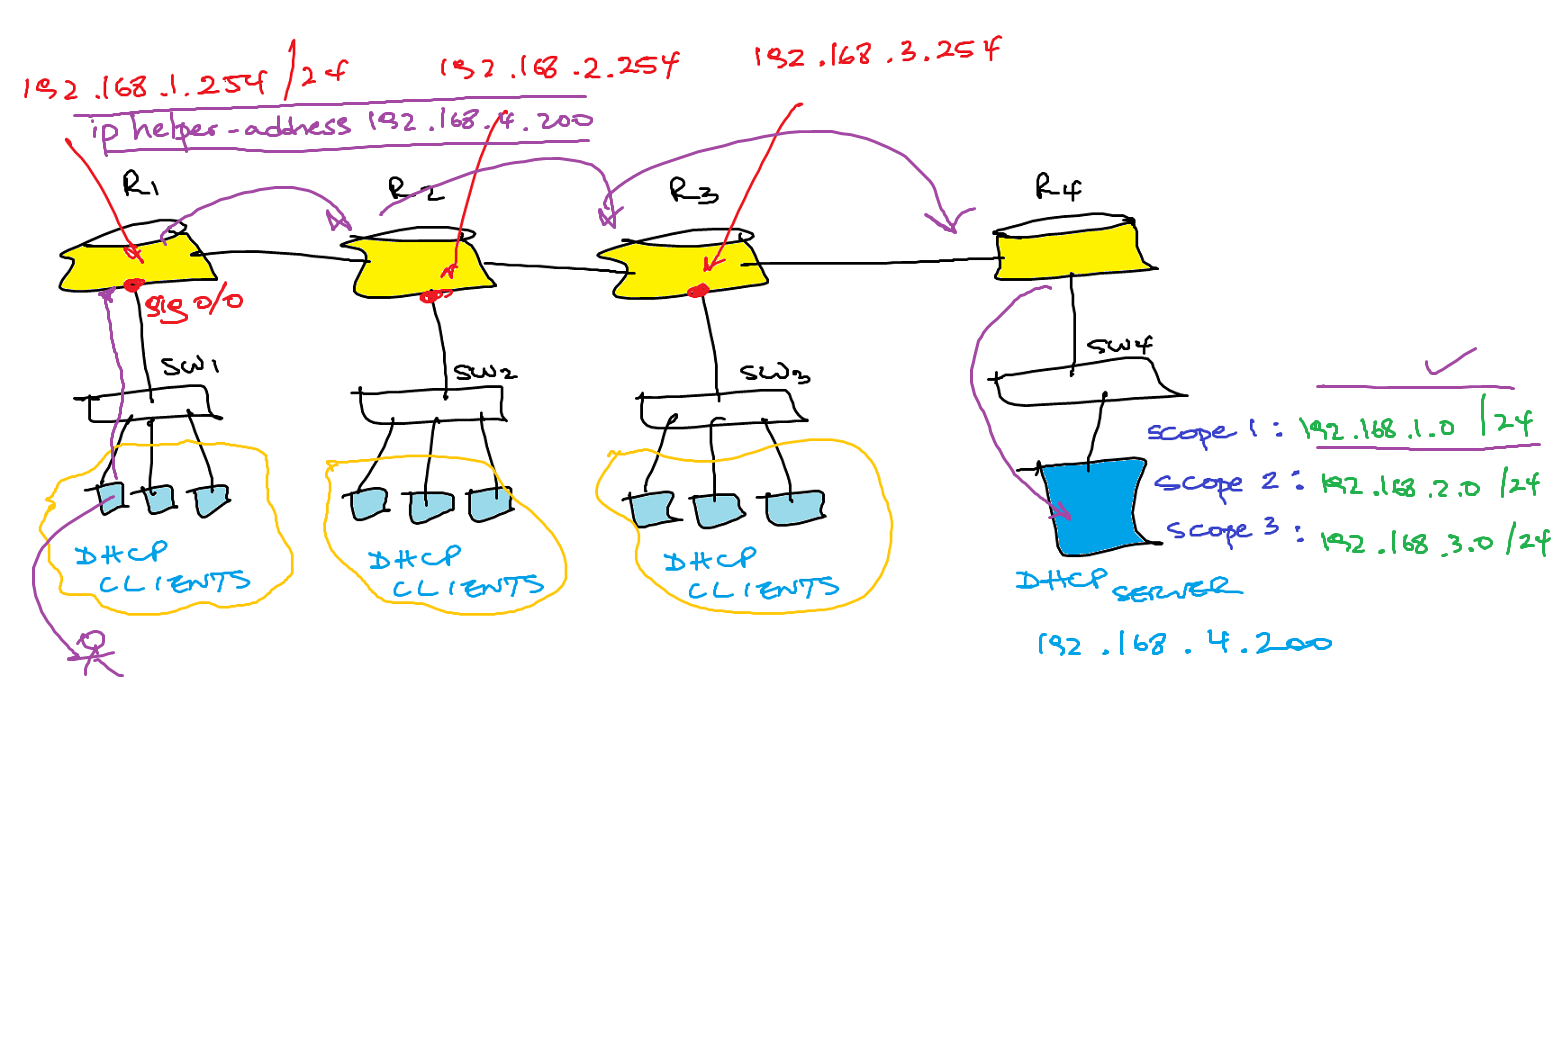 192.168.1.254 /24
192.168.2.254
192.168.3.254
ip helper-address 192.168.4.200
R1
R2
R3
R4
gig 0/0
SW1
SW2
SW3
SW4
scope 1 : 192.168.1.0 /24
scope 2 : 192.168.2.0 /24
scope 3 : 192.168.3.0 /24
DHCP
CLIENTS
DHCP
CLIENTS
DHCP
CLIENTS
DHCP SERVER
192.168.4.200